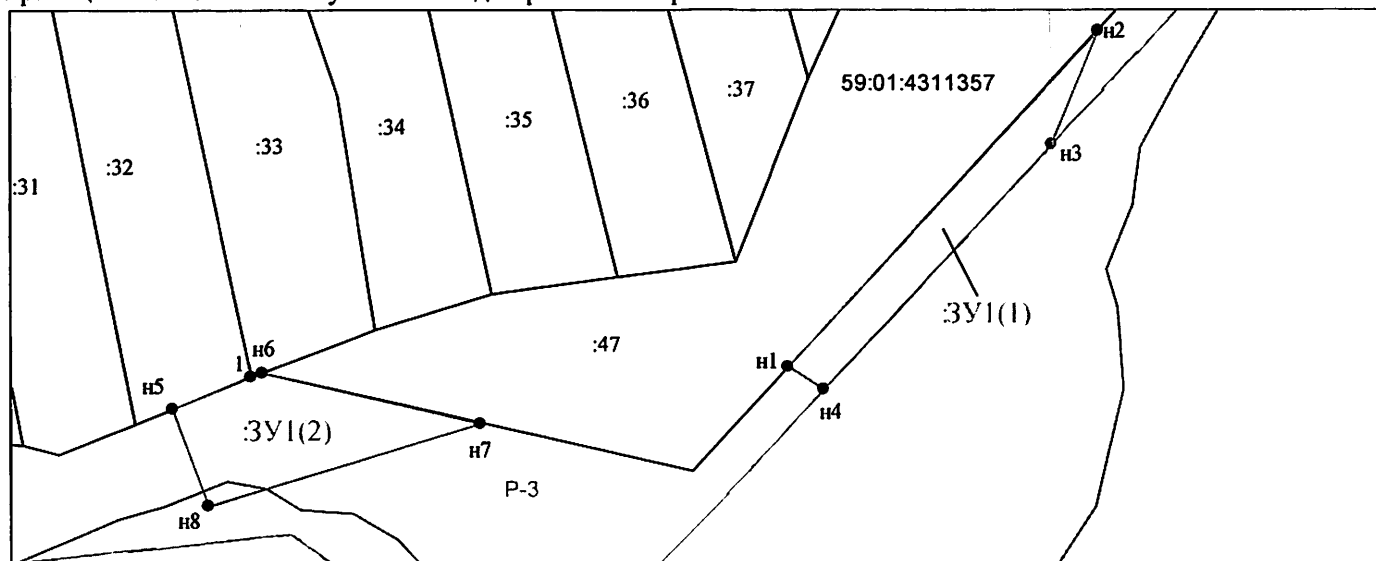 н2
:37
59:01:4311357
:36
:35
:34
:33
н3
:32
:31
:ЗУ1(1)
:47
н6
1
н1
н5
н4
:ЗУ1(2)
н7
Р-3
н8